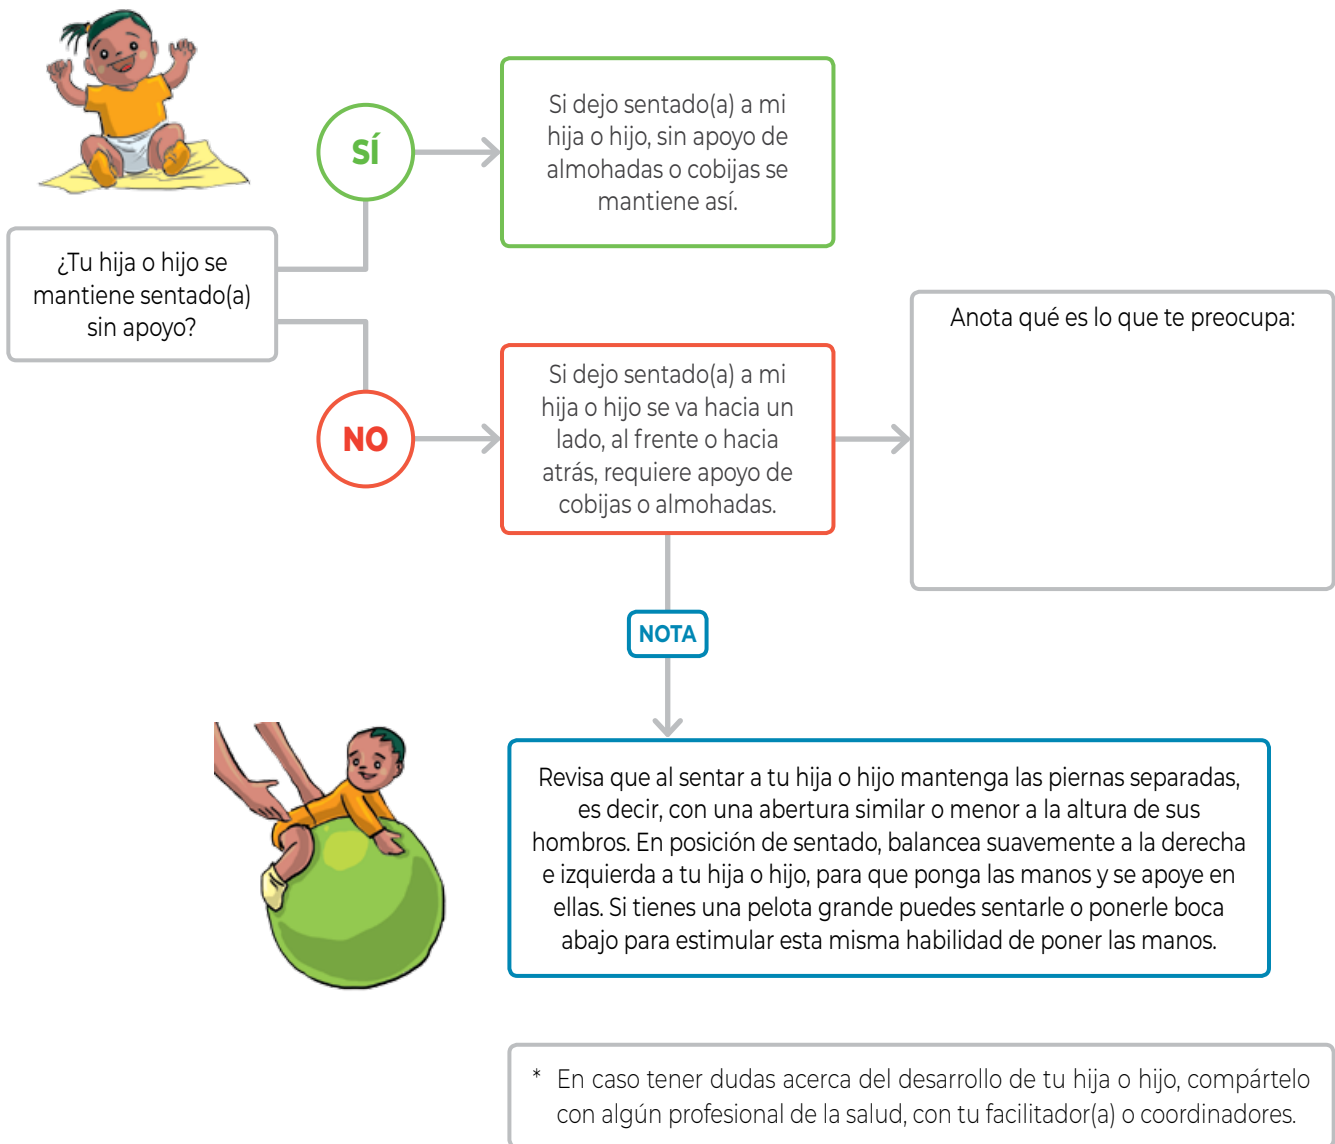 ¿Tu hija o hijo se
mantiene sentado(a)
sin apoyo?
SÍ
Si dejo sentado(a) a mi
hija o hijo, sin apoyo de
almohadas o cobijas se
mantiene así.
NO
Si dejo sentado(a) a mi
hija o hijo se va hacia un
lado, al frente o hacia
atrás, requiere apoyo de
cobijas o almohadas.
Anota qué es lo que te preocupa:
NOTA
Revisa que al sentar a tu hija o hijo mantenga las piernas separadas,
es decir, con una abertura similar o menor a la altura de sus
hombros. En posición de sentado, balancea suavemente a la derecha
e izquierda a tu hija o hijo, para que ponga las manos y se apoye en
ellas. Si tienes una pelota grande puedes sentarle o ponerle boca
abajo para estimular esta misma habilidad de poner las manos.
* En caso tener dudas acerca del desarrollo de tu hija o hijo, compártelo
con algún profesional de la salud, con tu facilitador(a) o coordinadores.